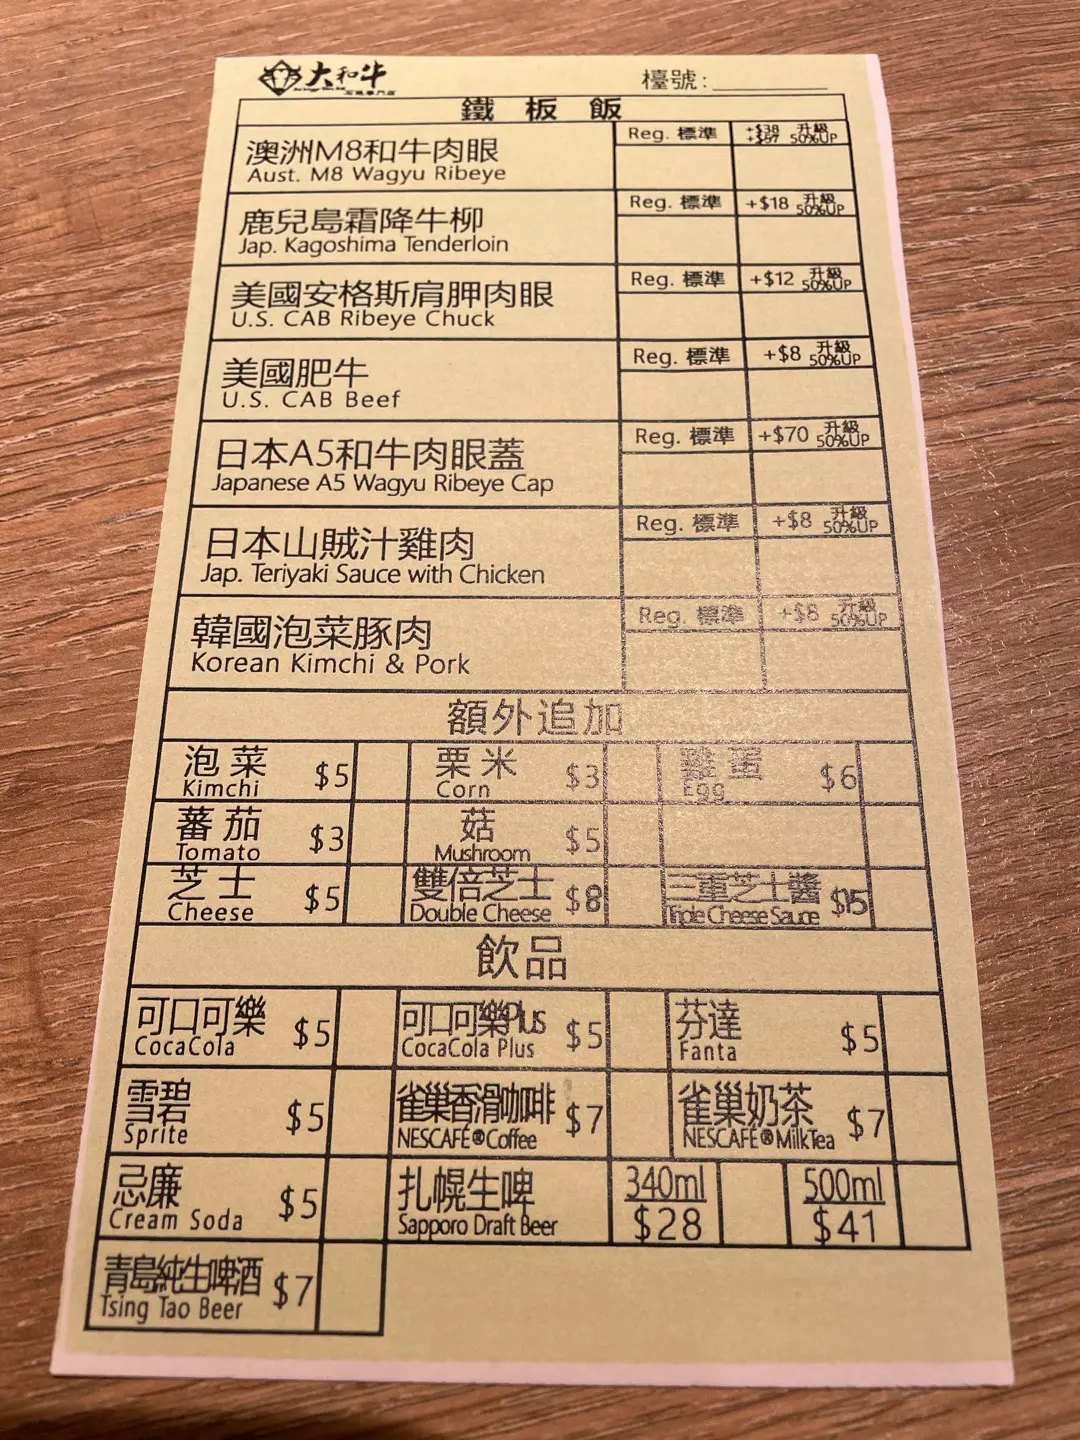 大和牛
檯號:
鐵板飯
澳洲M8和牛肉眼
Aust. M8 Wagyu Ribeye
Reg. 標準
+$38
+$97
升級
50%UP
鹿兒島霜降牛柳
Jap. Kagoshima Tenderloin
Reg. 標準
+$18
升級
50%UP
美國安格斯肩胛肉眼
U.S. CAB Ribeye Chuck
Reg. 標準
+$12
升級
50%UP
美國肥牛
U.S. CAB Beef
Reg. 標準
+$8
升級
50%UP
日本A5和牛肉眼蓋
Japanese A5 Wagyu Ribeye Cap
Reg. 標準
+$70
升級
50%UP
日本山賊汁雞肉
Jap. Teriyaki Sauce with Chicken
Reg. 標準
+$8
升級
50%UP
韓國泡菜豚肉
Korean Kimchi & Pork
Reg. 標準
+$8
升級
50%UP
額外追加
泡菜
Kimchi
$5
粟米
Corn
$3
雞蛋
Egg
$6
蕃茄
Tomato
$3
菇
Mushroom
$5
芝士
Cheese
$5
雙倍芝士
Double Cheese
$8
三重芝士醬
Triple Cheese Sauce
$15
飲品
可口可樂
CocaCola
$5
可口可樂Plus
CocaCola Plus
$5
芬達
Fanta
$5
雪碧
Sprite
$5
雀巢香滑咖啡
NESCAFÉ®Coffee
$7
雀巢奶茶
NESCAFÉ®MilkTea
$7
忌廉
Cream Soda
$5
扎幌生啤
Sapporo Draft Beer
340ml
$28
500ml
$41
青島純生啤酒
Tsing Tao Beer
$7